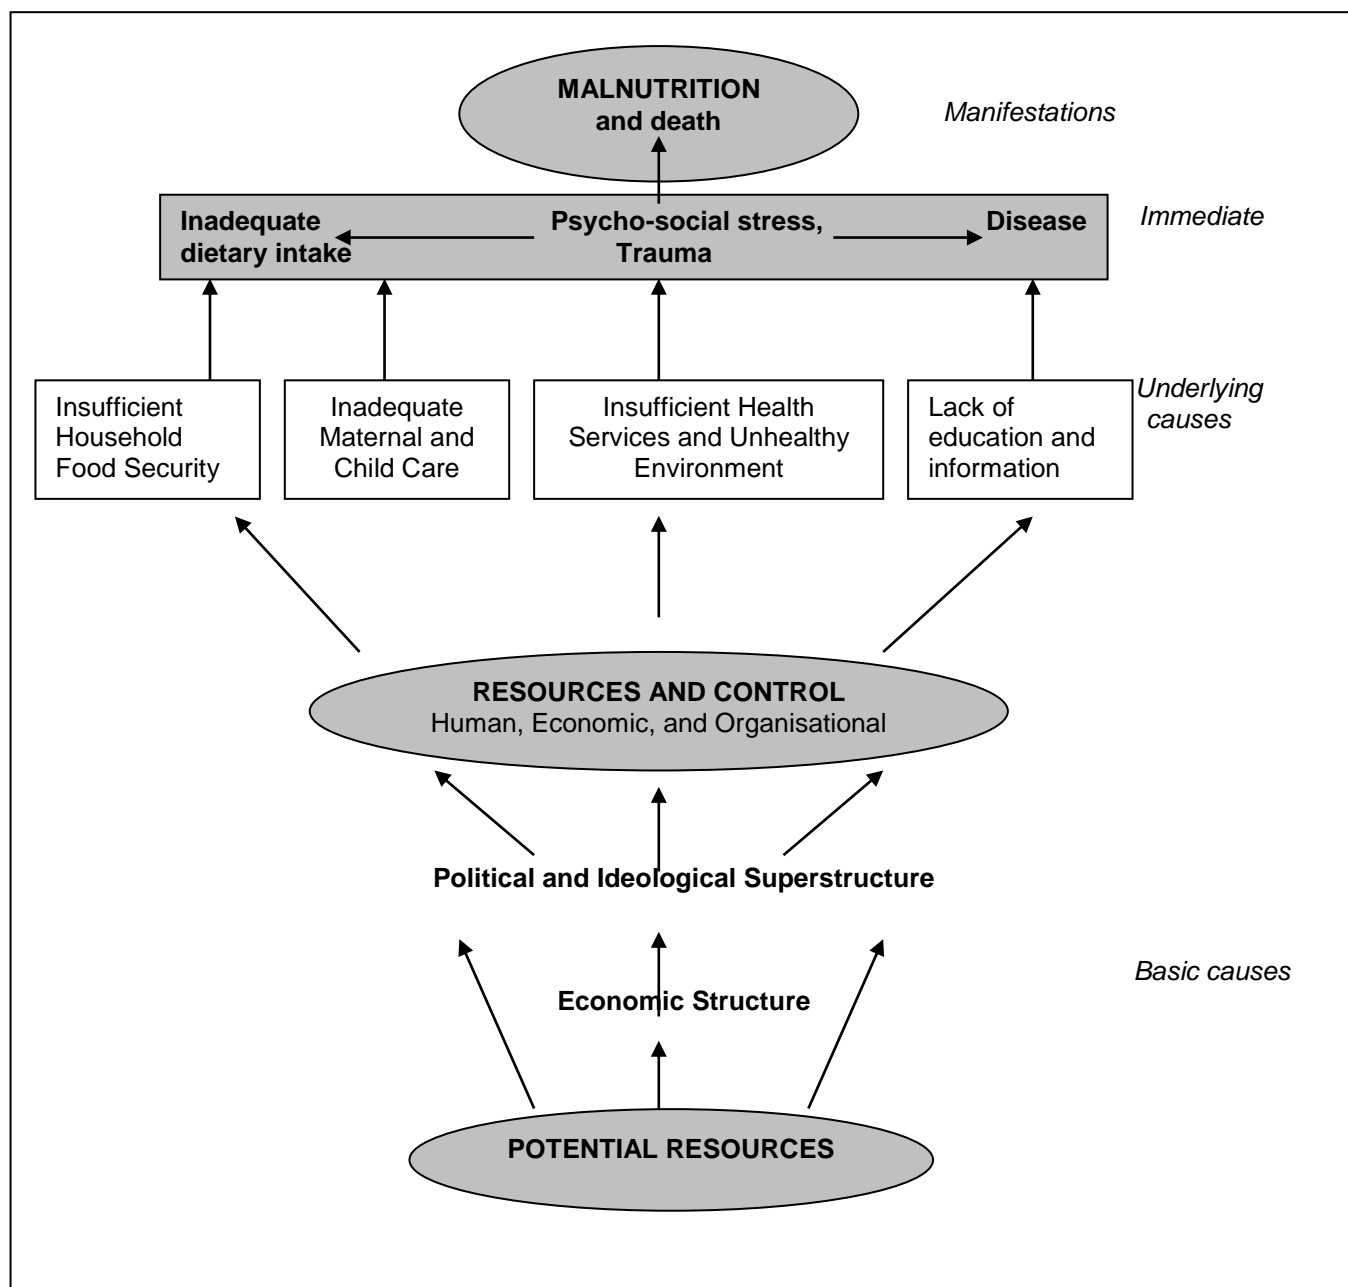 MALNUTRITION
and death
Manifestations
Inadequate
dietary intake
Psycho-social stress,
Trauma
Disease
Immediate
Insufficient
Household
Food Security
Inadequate
Maternal and
Child Care
Insufficient Health
Services and Unhealthy
Environment
Lack of
education and
information
Underlying
causes
RESOURCES AND CONTROL
Human, Economic, and Organisational
Political and Ideological Superstructure
Economic Structure
Basic causes
POTENTIAL RESOURCES